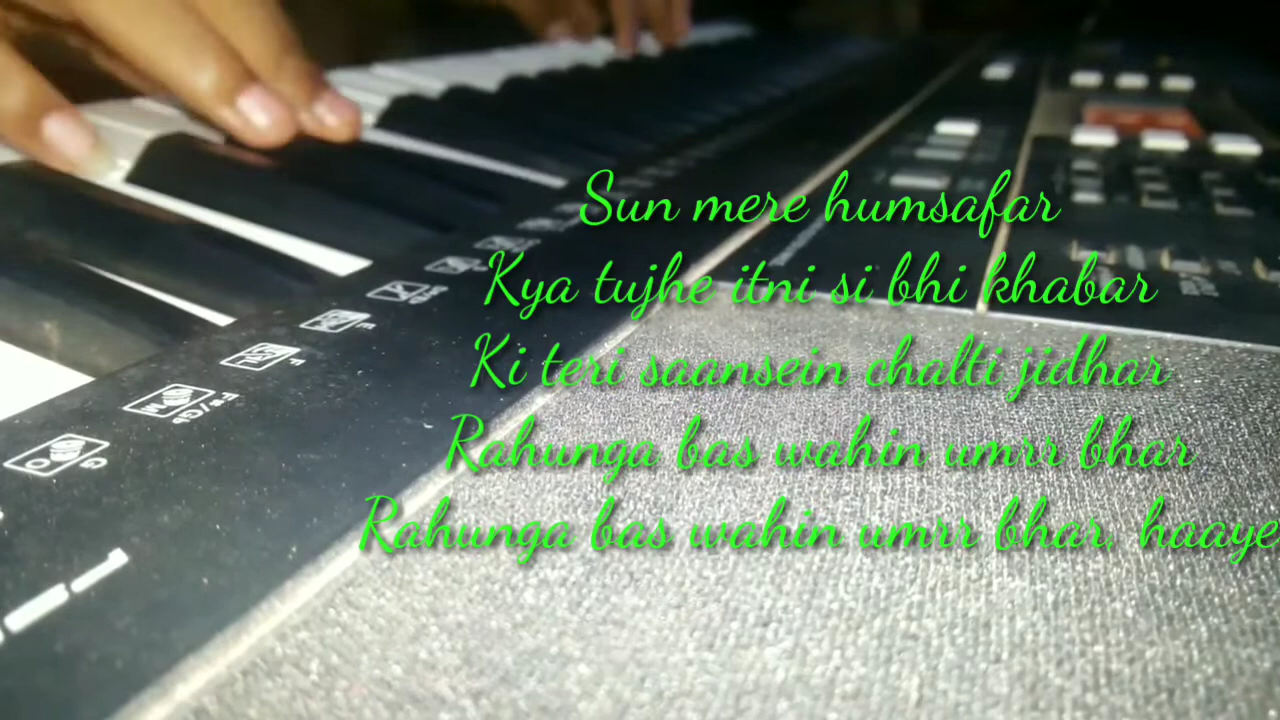 Sun mere humsafar
Kya tujhe itni si bhi khabar
Ki teri saansein chalti jidhar
Rahunga bas wahin umrr bhar
Rahunga bas wahin umrr bhar, haaye
E
F
F#/Gb
G